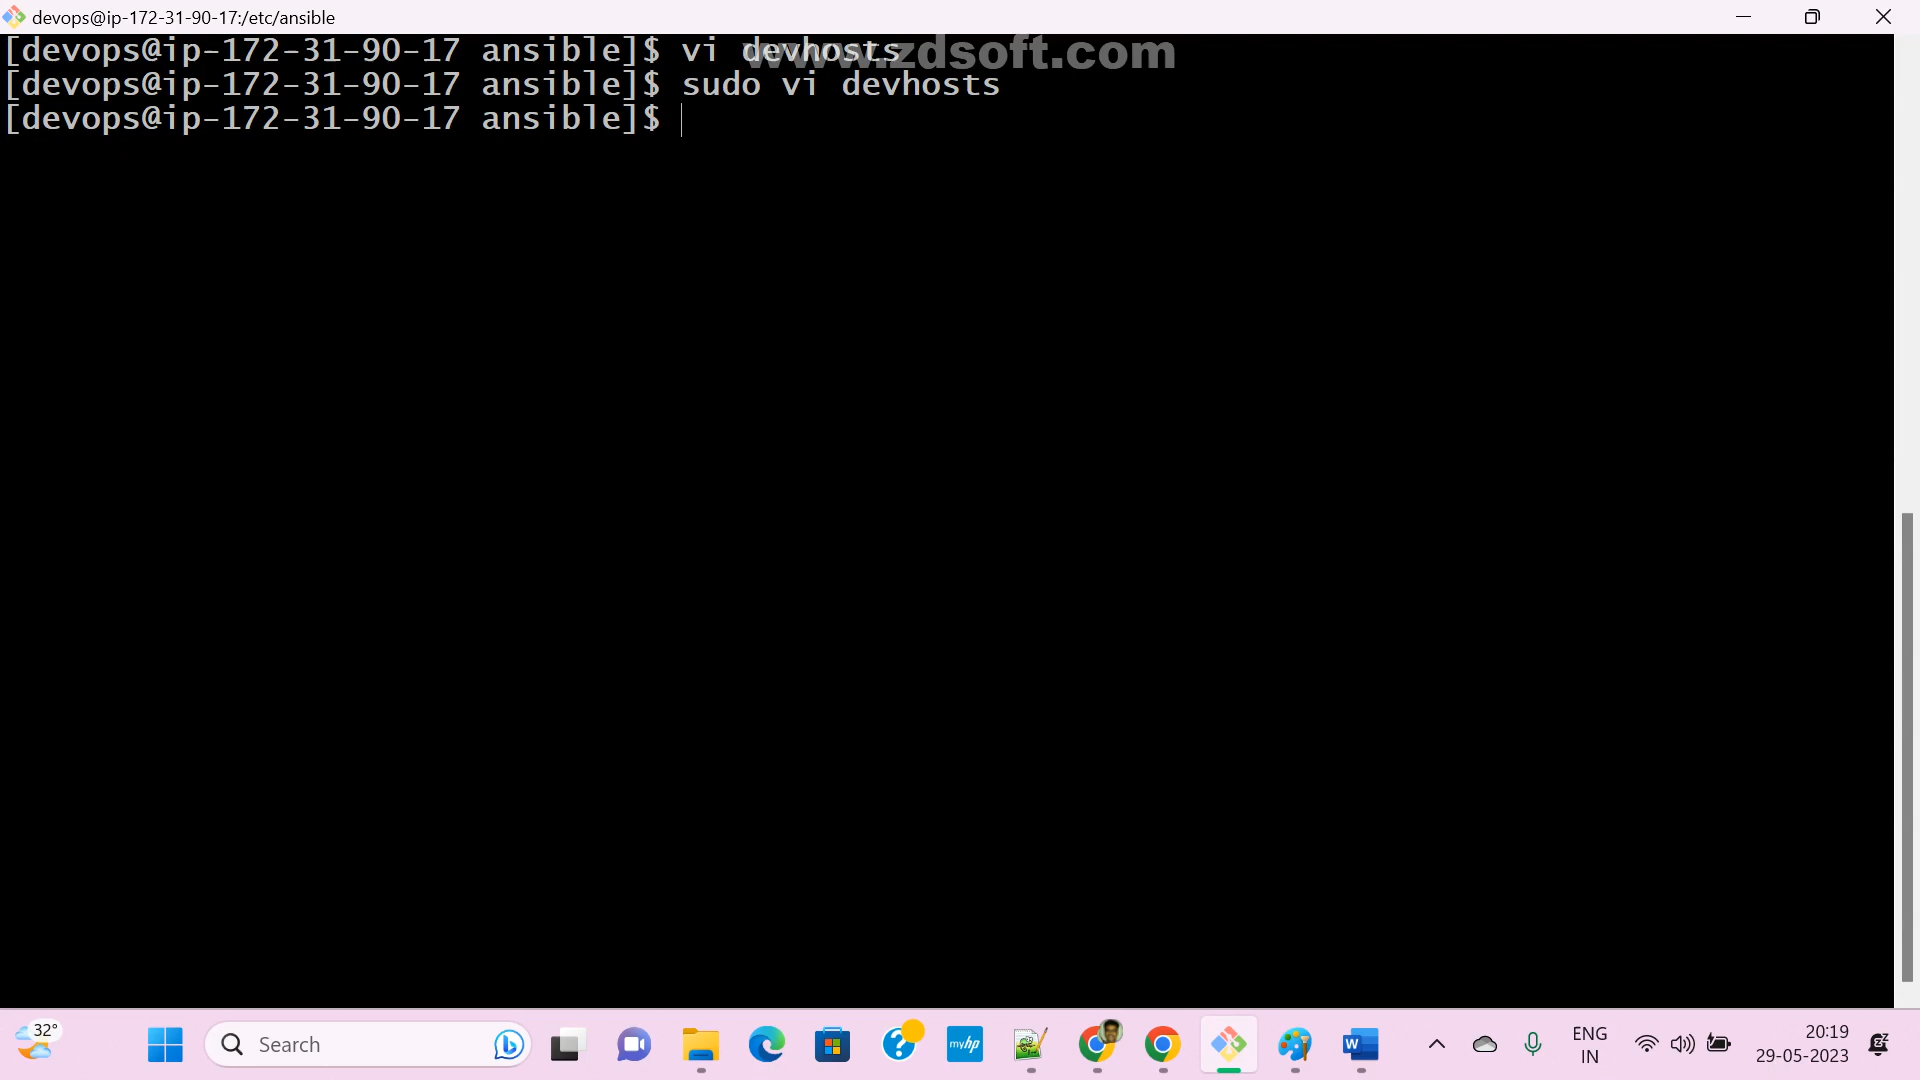 devops@ip-172-31-90-17:/etc/ansible
[devops@ip-172-31-90-17 ansible]$ vi devhosts
www.zdsoft.com
[devops@ip-172-31-90-17 ansible]$ sudo vi devhosts
[devops@ip-172-31-90-17 ansible]$
32°
Search
myhp
W
ENG
IN
20:19
29-05-2023